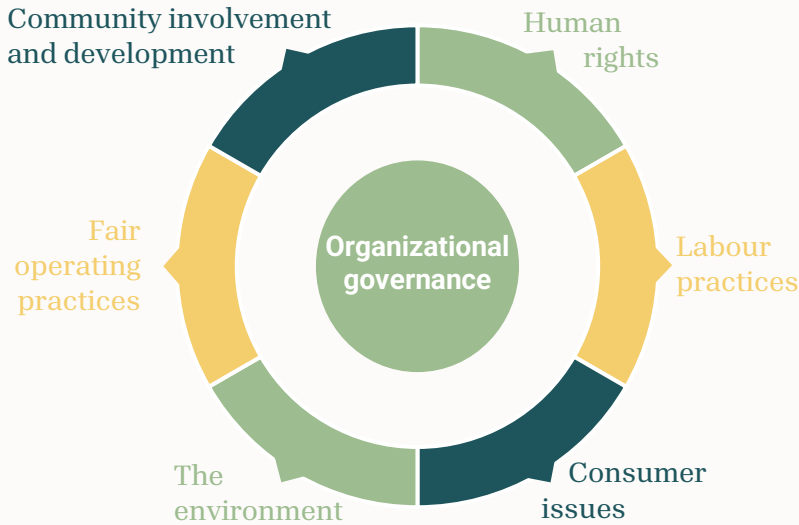 Community involvement
and development
Human
rights
Fair
operating
practices
Organizational
governance
Labour
practices
The
environment
Consumer
issues